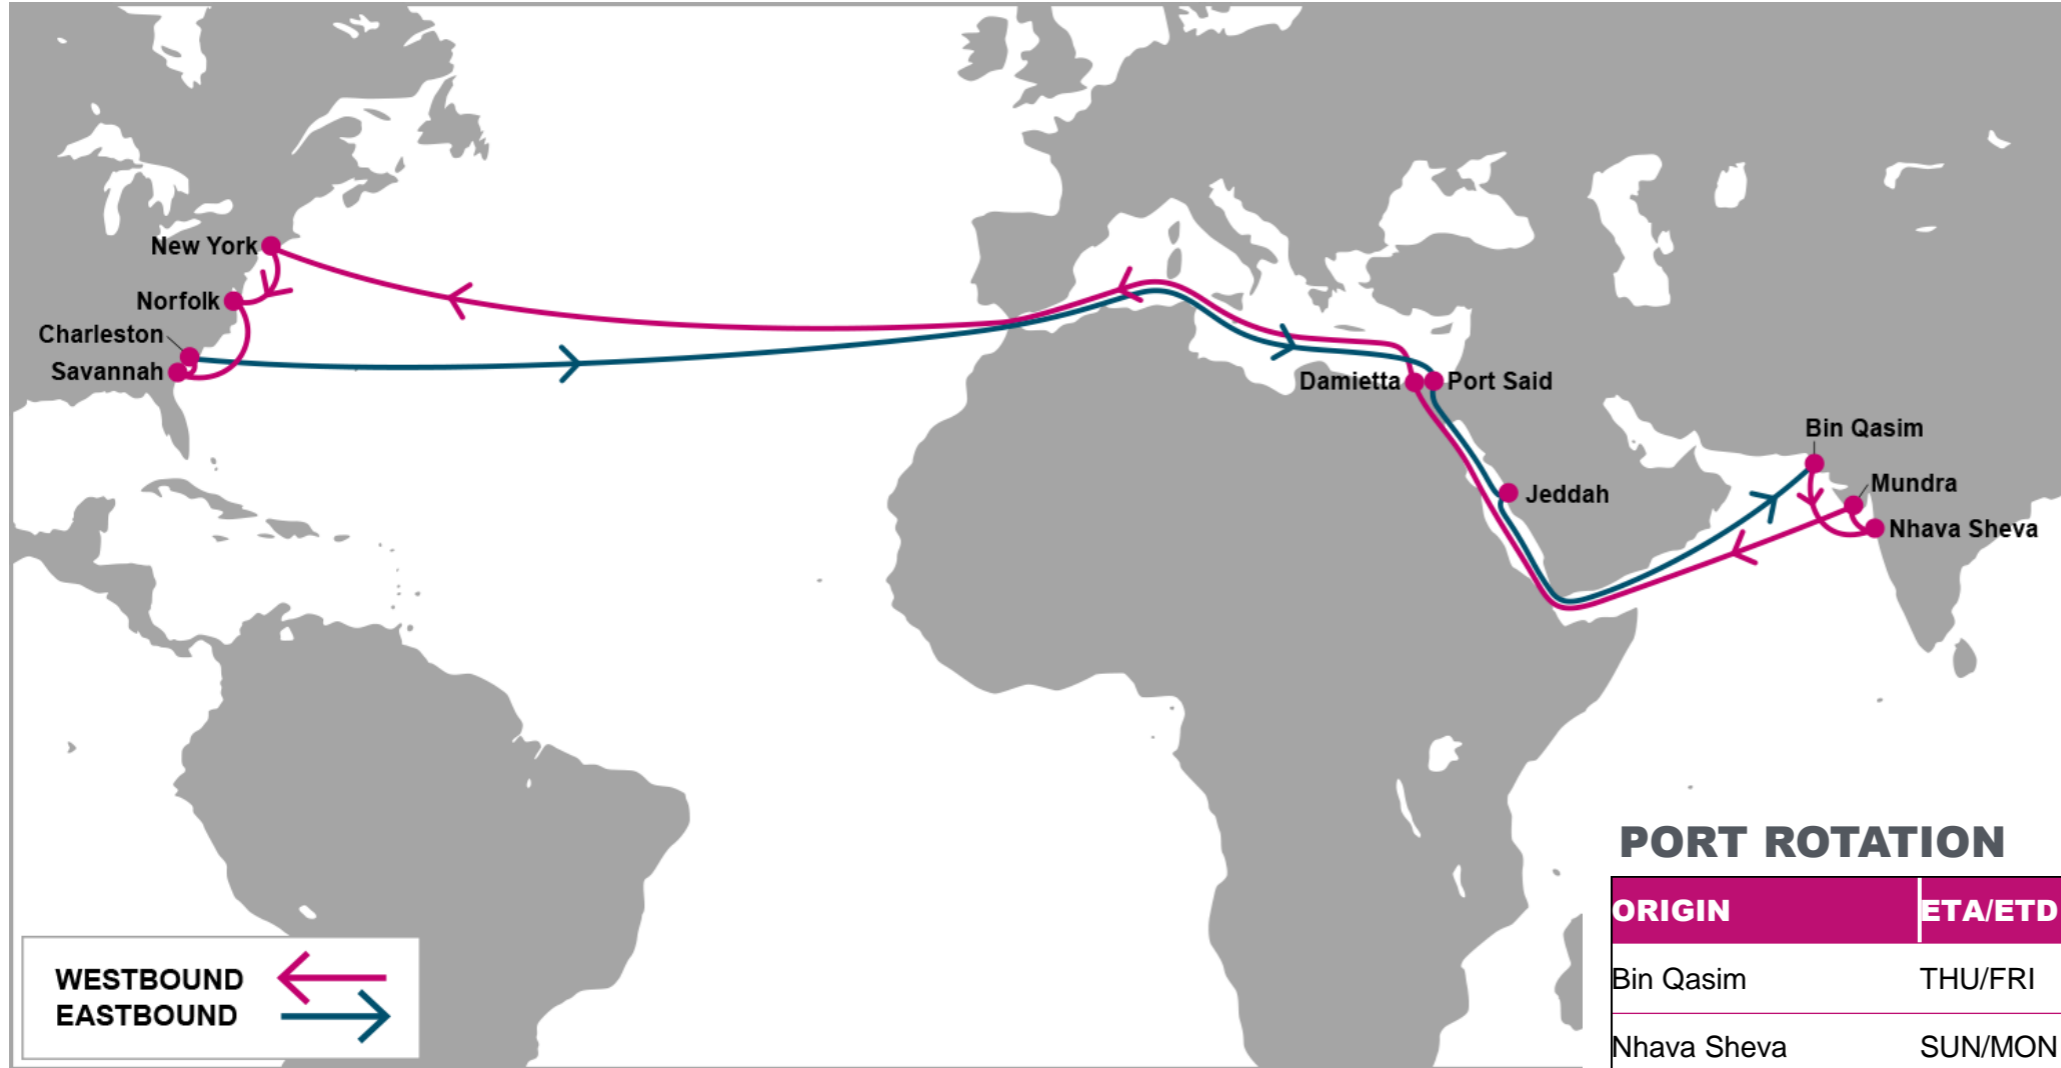 New York
Norfolk
Charleston
Savannah
Damietta
Port Said
Jeddah
Bin Qasim
Mundra
Nhava Sheva
WESTBOUND
EASTBOUND
PORT ROTATION
ORIGIN ETA/ETD
Bin Qasim THU/FRI
Nhava Sheva SUN/MON